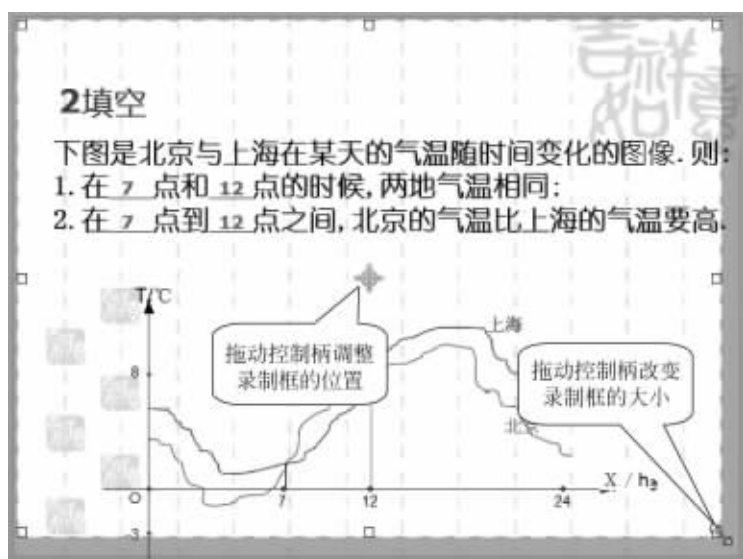 吉祥
如意
2填空
下图是北京与上海在某天的气温随时间变化的图像.则:
1.在 7 点和 12 点的时候,两地气温相同:
2.在 7 点到 12 点之间,北京的气温比上海的气温要高.
T/℃
上海
拖动控制柄调整
录制框的位置
拖动控制柄改变
录制框的大小
8
北京
X / h
O
7
12
24
-3